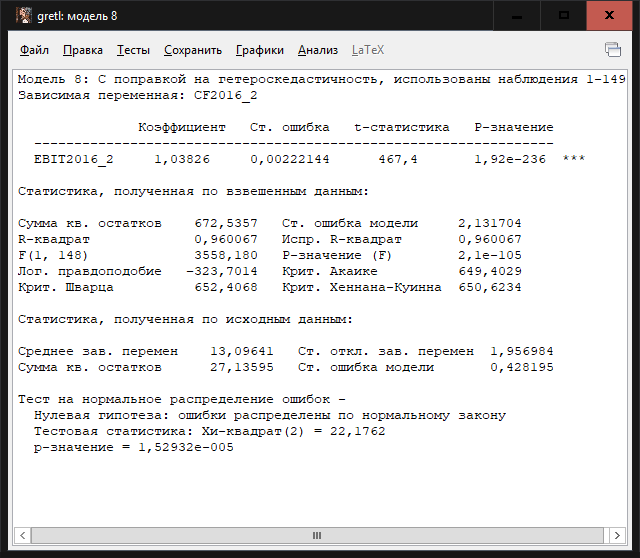 gretl: модель 8
Файл Правка Тесты Сохранить Графики Анализ LaTeX
Модель 8: С поправкой на гетероскедастичность, использованы наблюдения 1-149
Зависимая переменная: CF2016_2
Коэффициент Ст. ошибка t-статистика P-значение
---------------------------------------------------------------
EBIT2016_2 1,03826 0,00222144 467,4 1,92e-236 ***
Статистика, полученная по взвешенным данным:
Сумма кв. остатков 672,5357 Ст. ошибка модели 2,131704
R-квадрат 0,960067 Испр. R-квадрат 0,960067
F(1, 148) 3558,180 P-значение (F) 2,1e-105
Лог. правдоподобие -323,7014 Крит. Акаике 649,4029
Крит. Шварца 652,4068 Крит. Хеннана-Куинна 650,6234
Статистика, полученная по исходным данным:
Среднее зав. перемен 13,09641 Ст. откл. зав. перемен 1,956984
Сумма кв. остатков 27,13595 Ст. ошибка модели 0,428195
Тест на нормальное распределение ошибок -
Нулевая гипотеза: ошибки распределены по нормальному закону
Тестовая статистика: Хи-квадрат(2) = 22,1762
р-значение = 1,52932e-005